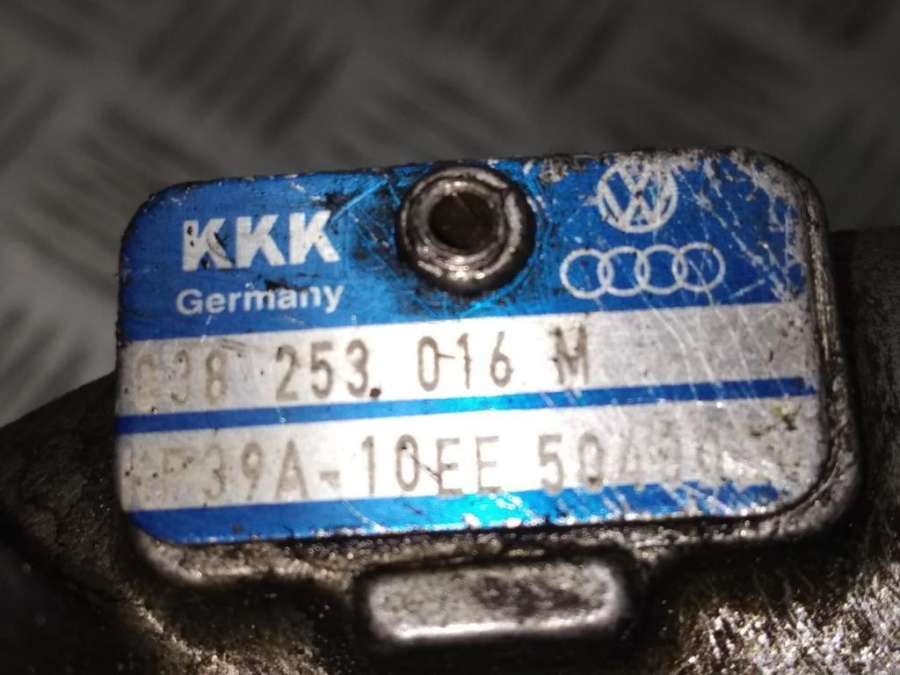 KKK
Germany
038 253 016 M
39A-10EE